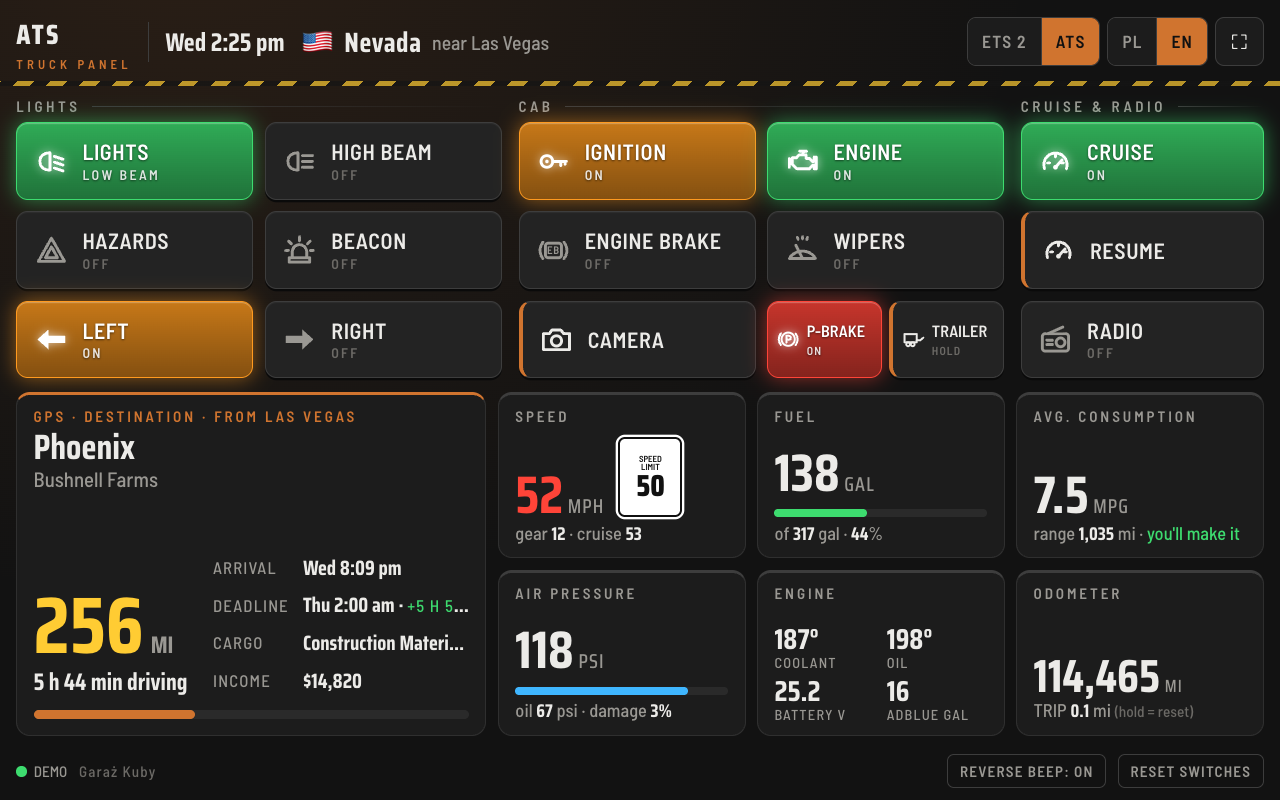 ATS
TRUCK PANEL
Wed 2:25 pm
Nevada near Las Vegas
ETS 2 ATS
PL EN
LIGHTS
CAB
CRUISE & RADIO
LIGHTS
LOW BEAM
HIGH BEAM
OFF
IGNITION
ON
ENGINE
ON
CRUISE
ON
HAZARDS
OFF
BEACON
OFF
EB
ENGINE BRAKE
OFF
WIPERS
OFF
RESUME
LEFT
ON
RIGHT
OFF
CAMERA
P
P-BRAKE
ON
TRAILER
HOLD
RADIO
OFF
GPS · DESTINATION · FROM LAS VEGAS
Phoenix
Bushnell Farms
256 MI
5 h 44 min driving
ARRIVAL Wed 8:09 pm
DEADLINE Thu 2:00 am · +5 H 5...
CARGO Construction Materi...
INCOME $14,820
SPEED
52 MPH
SPEED
LIMIT
50
gear 12 · cruise 53
FUEL
138 GAL
of 317 gal · 44%
AVG. CONSUMPTION
7.5 MPG
range 1,035 mi · you'll make it
AIR PRESSURE
118 PSI
oil 67 psi · damage 3%
ENGINE
187° 198°
COOLANT OIL
25.2 16
BATTERY V ADBLUE GAL
ODOMETER
114,465 MI
TRIP 0.1 mi (hold = reset)
DEMO Garaż Kuby
REVERSE BEEP: ON
RESET SWITCHES